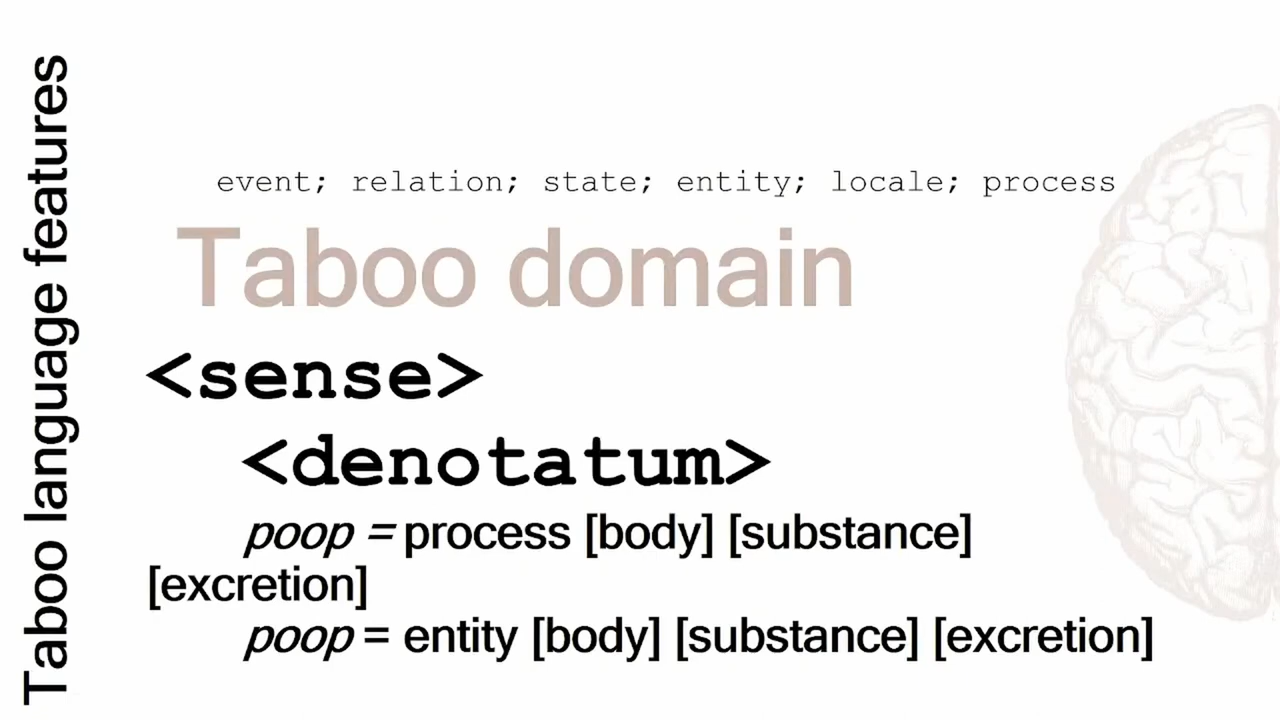 Taboo language features
event; relation; state; entity; locale; process
Taboo domain
<sense>
<denotatum>
poop = process [body] [substance]
[excretion]
poop = entity [body] [substance] [excretion]